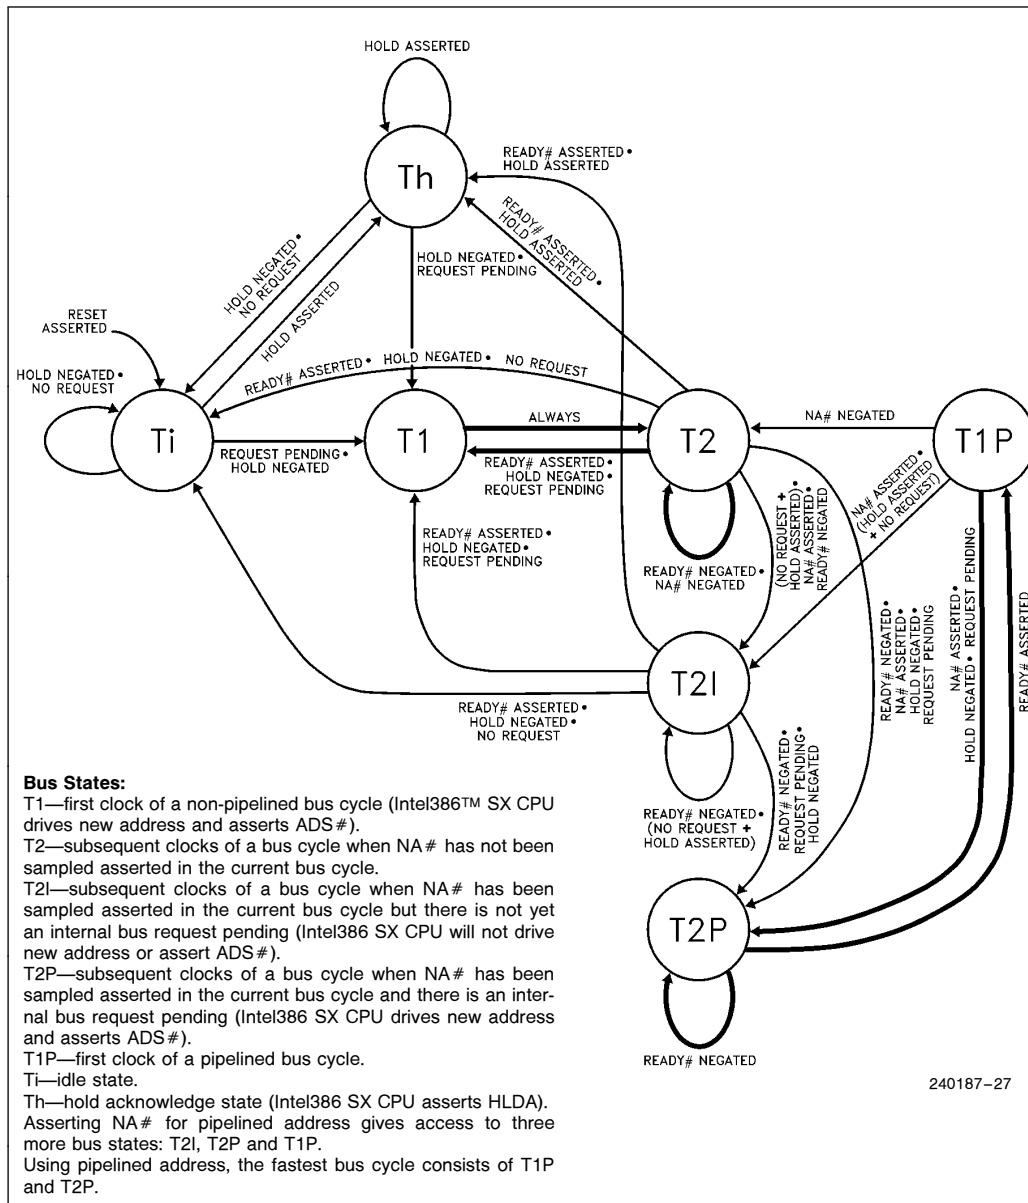 HOLD ASSERTED
Th
READY# ASSERTED•
HOLD ASSERTED
READY# ASSERTED•
HOLD ASSERTED
HOLD NEGATED•
REQUEST PENDING
HOLD NEGATED•
NO REQUEST
HOLD ASSERTED
RESET
ASSERTED
HOLD NEGATED•
NO REQUEST
READY# ASSERTED• HOLD NEGATED• NO REQUEST
Ti
REQUEST PENDING•
HOLD NEGATED
T1
ALWAYS
READY# ASSERTED•
HOLD NEGATED•
REQUEST PENDING
T2
NA# NEGATED
T1P
READY# NEGATED•
NA# NEGATED
(NO REQUEST +
HOLD ASSERTED)•
NA# ASSERTED•
READY# NEGATED
NA# ASSERTED•
(HOLD ASSERTED
+ NO REQUEST)
READY# ASSERTED•
HOLD NEGATED•
REQUEST PENDING
READY# NEGATED•
NA# ASSERTED•
HOLD NEGATED•
REQUEST PENDING
NA# ASSERTED•
HOLD NEGATED• REQUEST PENDING
READY# ASSERTED
T2I
READY# ASSERTED•
HOLD NEGATED•
NO REQUEST
READY# NEGATED•
(NO REQUEST +
HOLD ASSERTED)
READY# NEGATED•
REQUEST PENDING•
HOLD NEGATED
T2P
READY# NEGATED
240187–27
Bus States:
T1—first clock of a non-pipelined bus cycle (Intel386™ SX CPU
drives new address and asserts ADS#).
T2—subsequent clocks of a bus cycle when NA# has not been
sampled asserted in the current bus cycle.
T2I—subsequent clocks of a bus cycle when NA# has been
sampled asserted in the current bus cycle but there is not yet
an internal bus request pending (Intel386 SX CPU will not drive
new address or assert ADS#).
T2P—subsequent clocks of a bus cycle when NA# has been
sampled asserted in the current bus cycle and there is an inter-
nal bus request pending (Intel386 SX CPU drives new address
and asserts ADS#).
T1P—first clock of a pipelined bus cycle.
Ti—idle state.
Th—hold acknowledge state (Intel386 SX CPU asserts HLDA).
Asserting NA# for pipelined address gives access to three
more bus states: T2I, T2P and T1P.
Using pipelined address, the fastest bus cycle consists of T1P
and T2P.